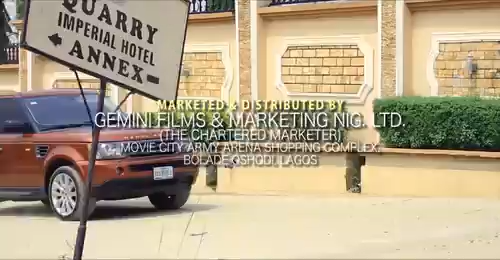 QUARRY
IMPERIAL HOTEL
ANNEX
MARKETED & DISTRIBUTED BY
GEMINI FILMS & MARKETING NIG. LTD.
(THE CHARTERED MARKETER)
MOVIE CITY ARMY ARENA SHOPPING COMPLEX,
BOLADE OSHODI LAGOS